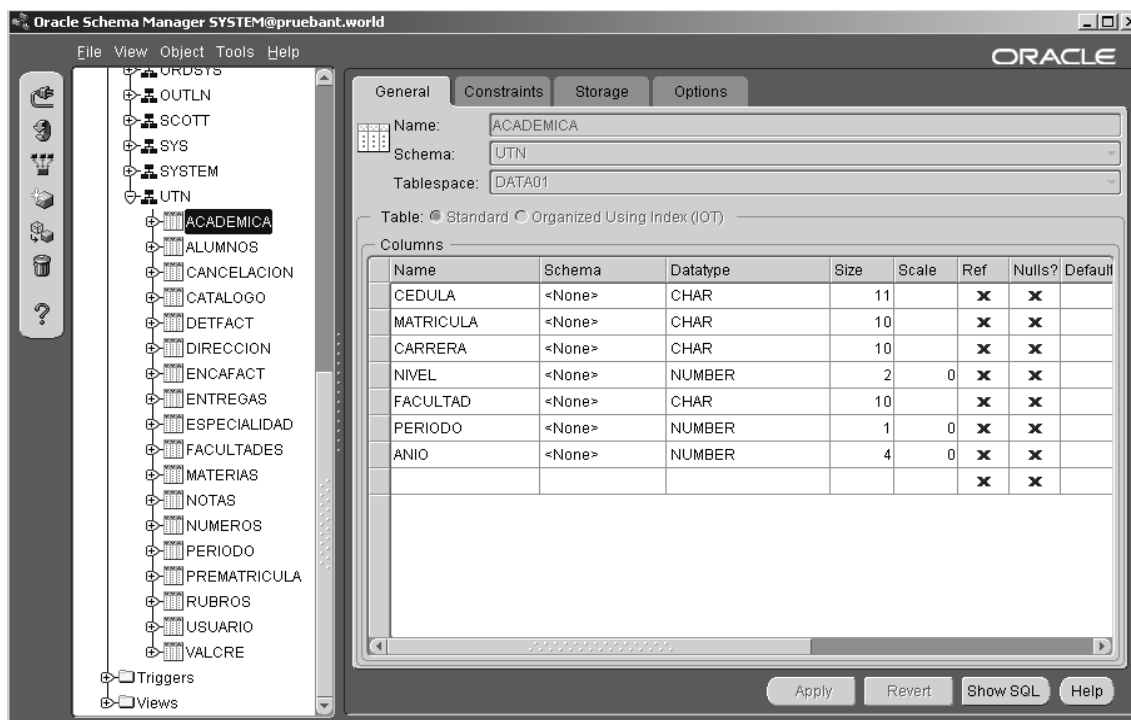 Oracle Schema Manager SYSTEM@pruebant.world
File View Object Tools Help
ORACLE
ORDSYS
OUTLN
SCOTT
SYS
SYSTEM
UTN
ACADEMICA
ALUMNOS
CANCELACION
CATALOGO
DETFACT
DIRECCION
ENCAFACT
ENTREGAS
ESPECIALIDAD
FACULTADES
MATERIAS
NOTAS
NUMEROS
PERIODO
PREMATRICULA
RUBROS
USUARIO
VALCRE
Triggers
Views
General Constraints Storage Options
Name: ACADEMICA
Schema: UTN
Tablespace: DATA01
Table: Standard Organized Using Index (IOT)
Columns
Name Schema Datatype Size Scale Ref Nulls? Default
CEDULA <None> CHAR 11
MATRICULA <None> CHAR 10
CARRERA <None> CHAR 10
NIVEL <None> NUMBER 2 0
FACULTAD <None> CHAR 10
PERIODO <None> NUMBER 1 0
ANIO <None> NUMBER 4 0
Apply Revert Show SQL Help